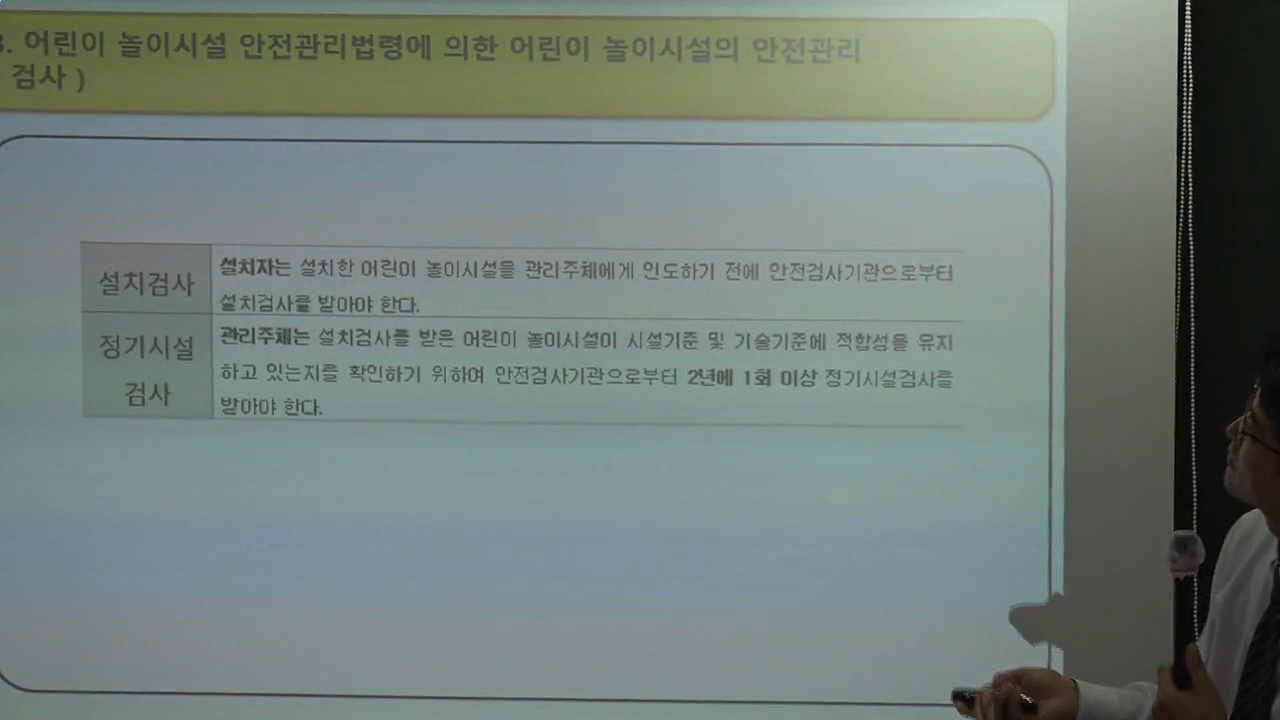 3. 어린이 놀이시설 안전관리법령에 의한 어린이 놀이시설의 안전관리
검사 )
설치검사
설치자는 설치한 어린이 놀이시설을 관리주체에게 인도하기 전에 안전검사기관으로부터
설치검사를 받아야 한다.
정기시설
검사
관리주체는 설치검사를 받은 어린이 놀이시설이 시설기준 및 기술기준에 적합성을 유지
하고 있는지를 확인하기 위하여 안전검사기관으로부터 2년에 1회 이상 정기시설검사를
받아야 한다.